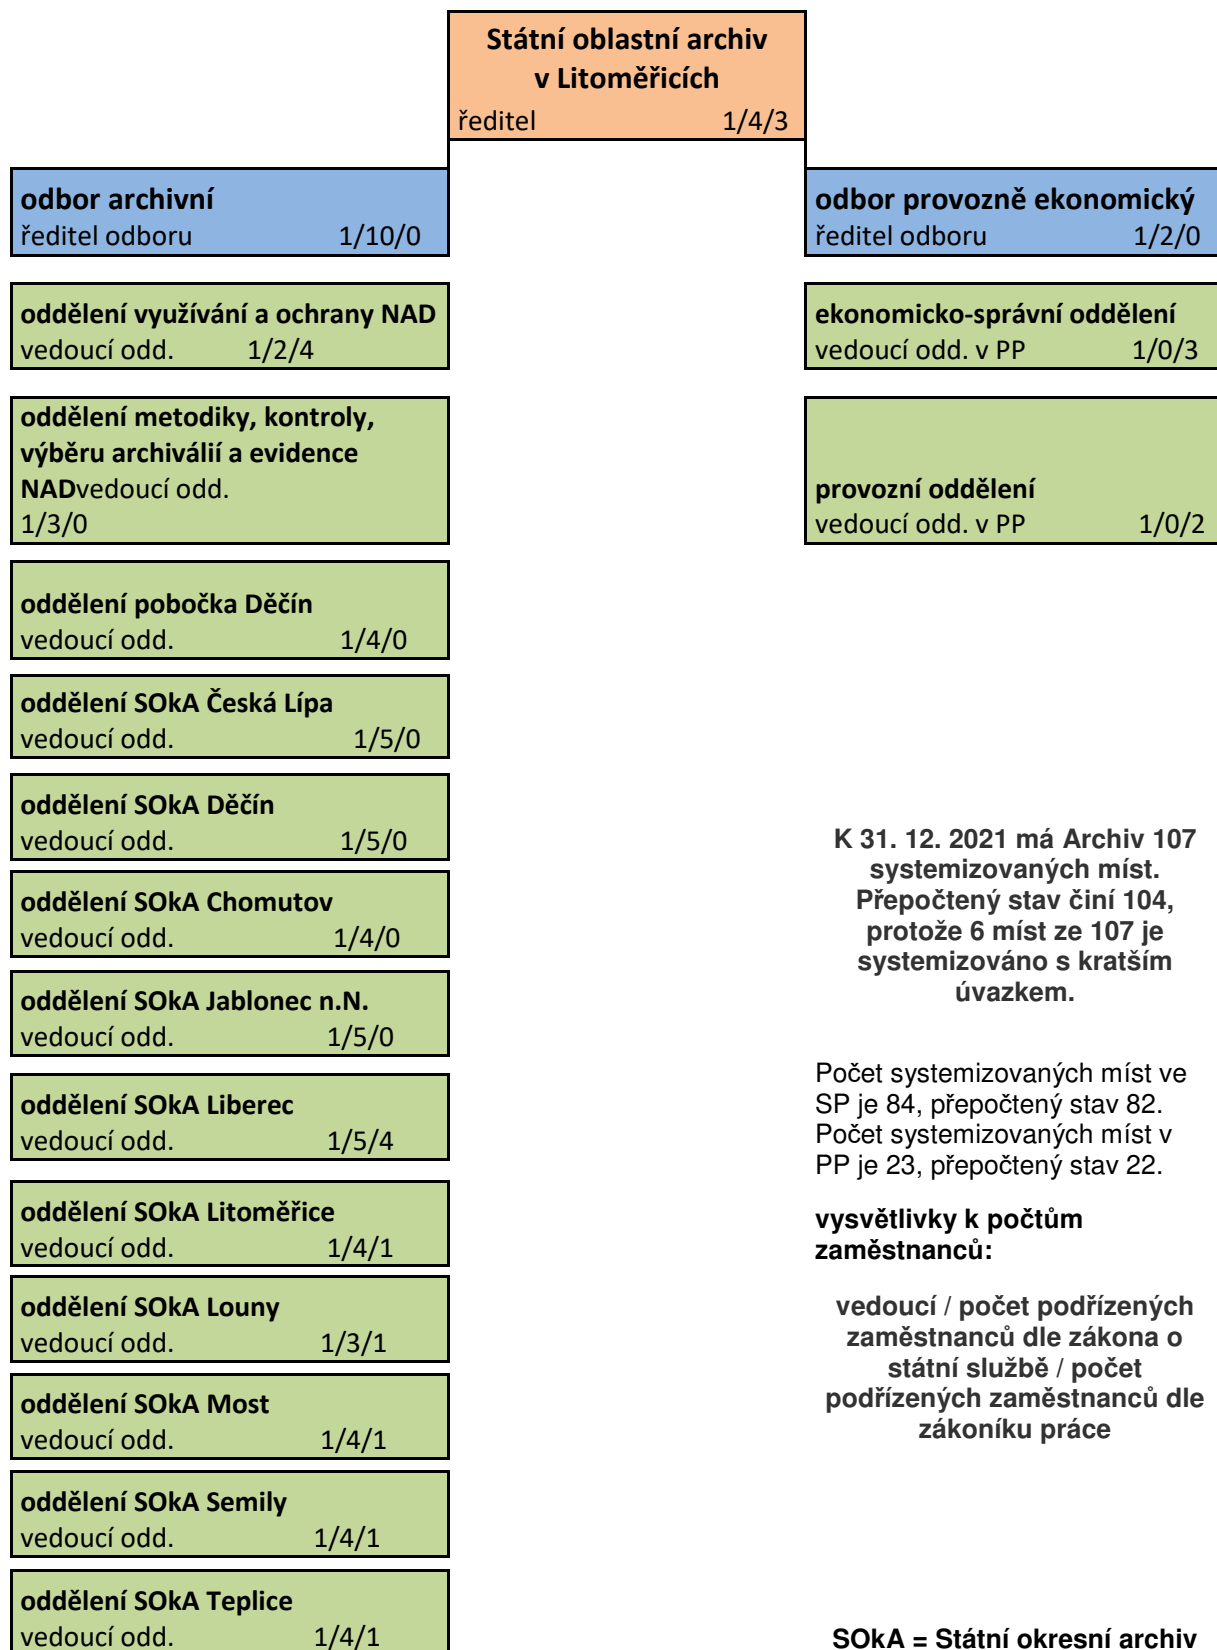 Státní oblastní archiv
v Litoměřicích
ředitel 1/4/3
odbor archivní
ředitel odboru 1/10/0
odbor provozně ekonomický
ředitel odboru 1/2/0
oddělení využívání a ochrany NAD
vedoucí odd. 1/2/4
ekonomicko-správní oddělení
vedoucí odd. v PP 1/0/3
oddělení metodiky, kontroly,
výběru archiválií a evidence
NADvedoucí odd.
1/3/0
provozní oddělení
vedoucí odd. v PP 1/0/2
oddělení pobočka Děčín
vedoucí odd. 1/4/0
oddělení SOkA Česká Lípa
vedoucí odd. 1/5/0
oddělení SOkA Děčín
vedoucí odd. 1/5/0
oddělení SOkA Chomutov
vedoucí odd. 1/4/0
oddělení SOkA Jablonec n.N.
vedoucí odd. 1/5/0
oddělení SOkA Liberec
vedoucí odd. 1/5/4
oddělení SOkA Litoměřice
vedoucí odd. 1/4/1
oddělení SOkA Louny
vedoucí odd. 1/3/1
oddělení SOkA Most
vedoucí odd. 1/4/1
oddělení SOkA Semily
vedoucí odd. 1/4/1
oddělení SOkA Teplice
vedoucí odd. 1/4/1
K 31. 12. 2021 má Archiv 107
systemizovaných míst.
Přepočtený stav činí 104,
protože 6 míst ze 107 je
systemizováno s kratším
úvazkem.
Počet systemizovaných míst ve
SP je 84, přepočtený stav 82.
Počet systemizovaných míst v
PP je 23, přepočtený stav 22.
vysvětlivky k počtům
zaměstnanců:
vedoucí / počet podřízených
zaměstnanců dle zákona o
státní službě / počet
podřízených zaměstnanců dle
zákoníku práce
SOkA = Státní okresní archiv